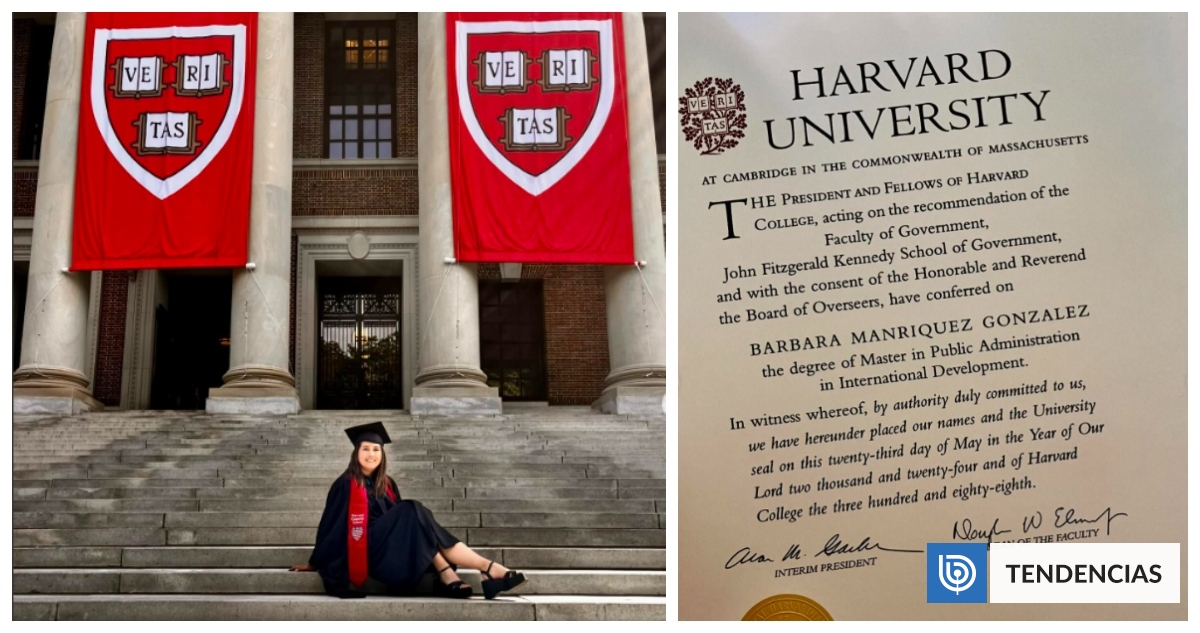 VE RI
TAS
VE RI
TAS
VE RI
TAS
HARVARD
UNIVERSITY
AT CAMBRIDGE IN THE COMMONWEALTH OF MASSACHUSETTS
THE PRESIDENT AND FELLOWS OF HARVARD
COLLEGE, acting on the recommendation of the
Faculty of Government,
John Fitzgerald Kennedy School of Government,
and with the consent of the Honorable and Reverend
the Board of Overseers, have conferred on
BARBARA MANRIQUEZ GONZALEZ
the degree of Master in Public Administration
in International Development.
In witness whereof, by authority duly committed to us,
we have hereunder placed our names and the University
seal on this twenty-third day of May in the Year of Our
Lord two thousand and twenty-four and of Harvard
College the three hundred and eighty-eighth.
INTERIM PRESIDENT
OF THE FACULTY
TENDENCIAS